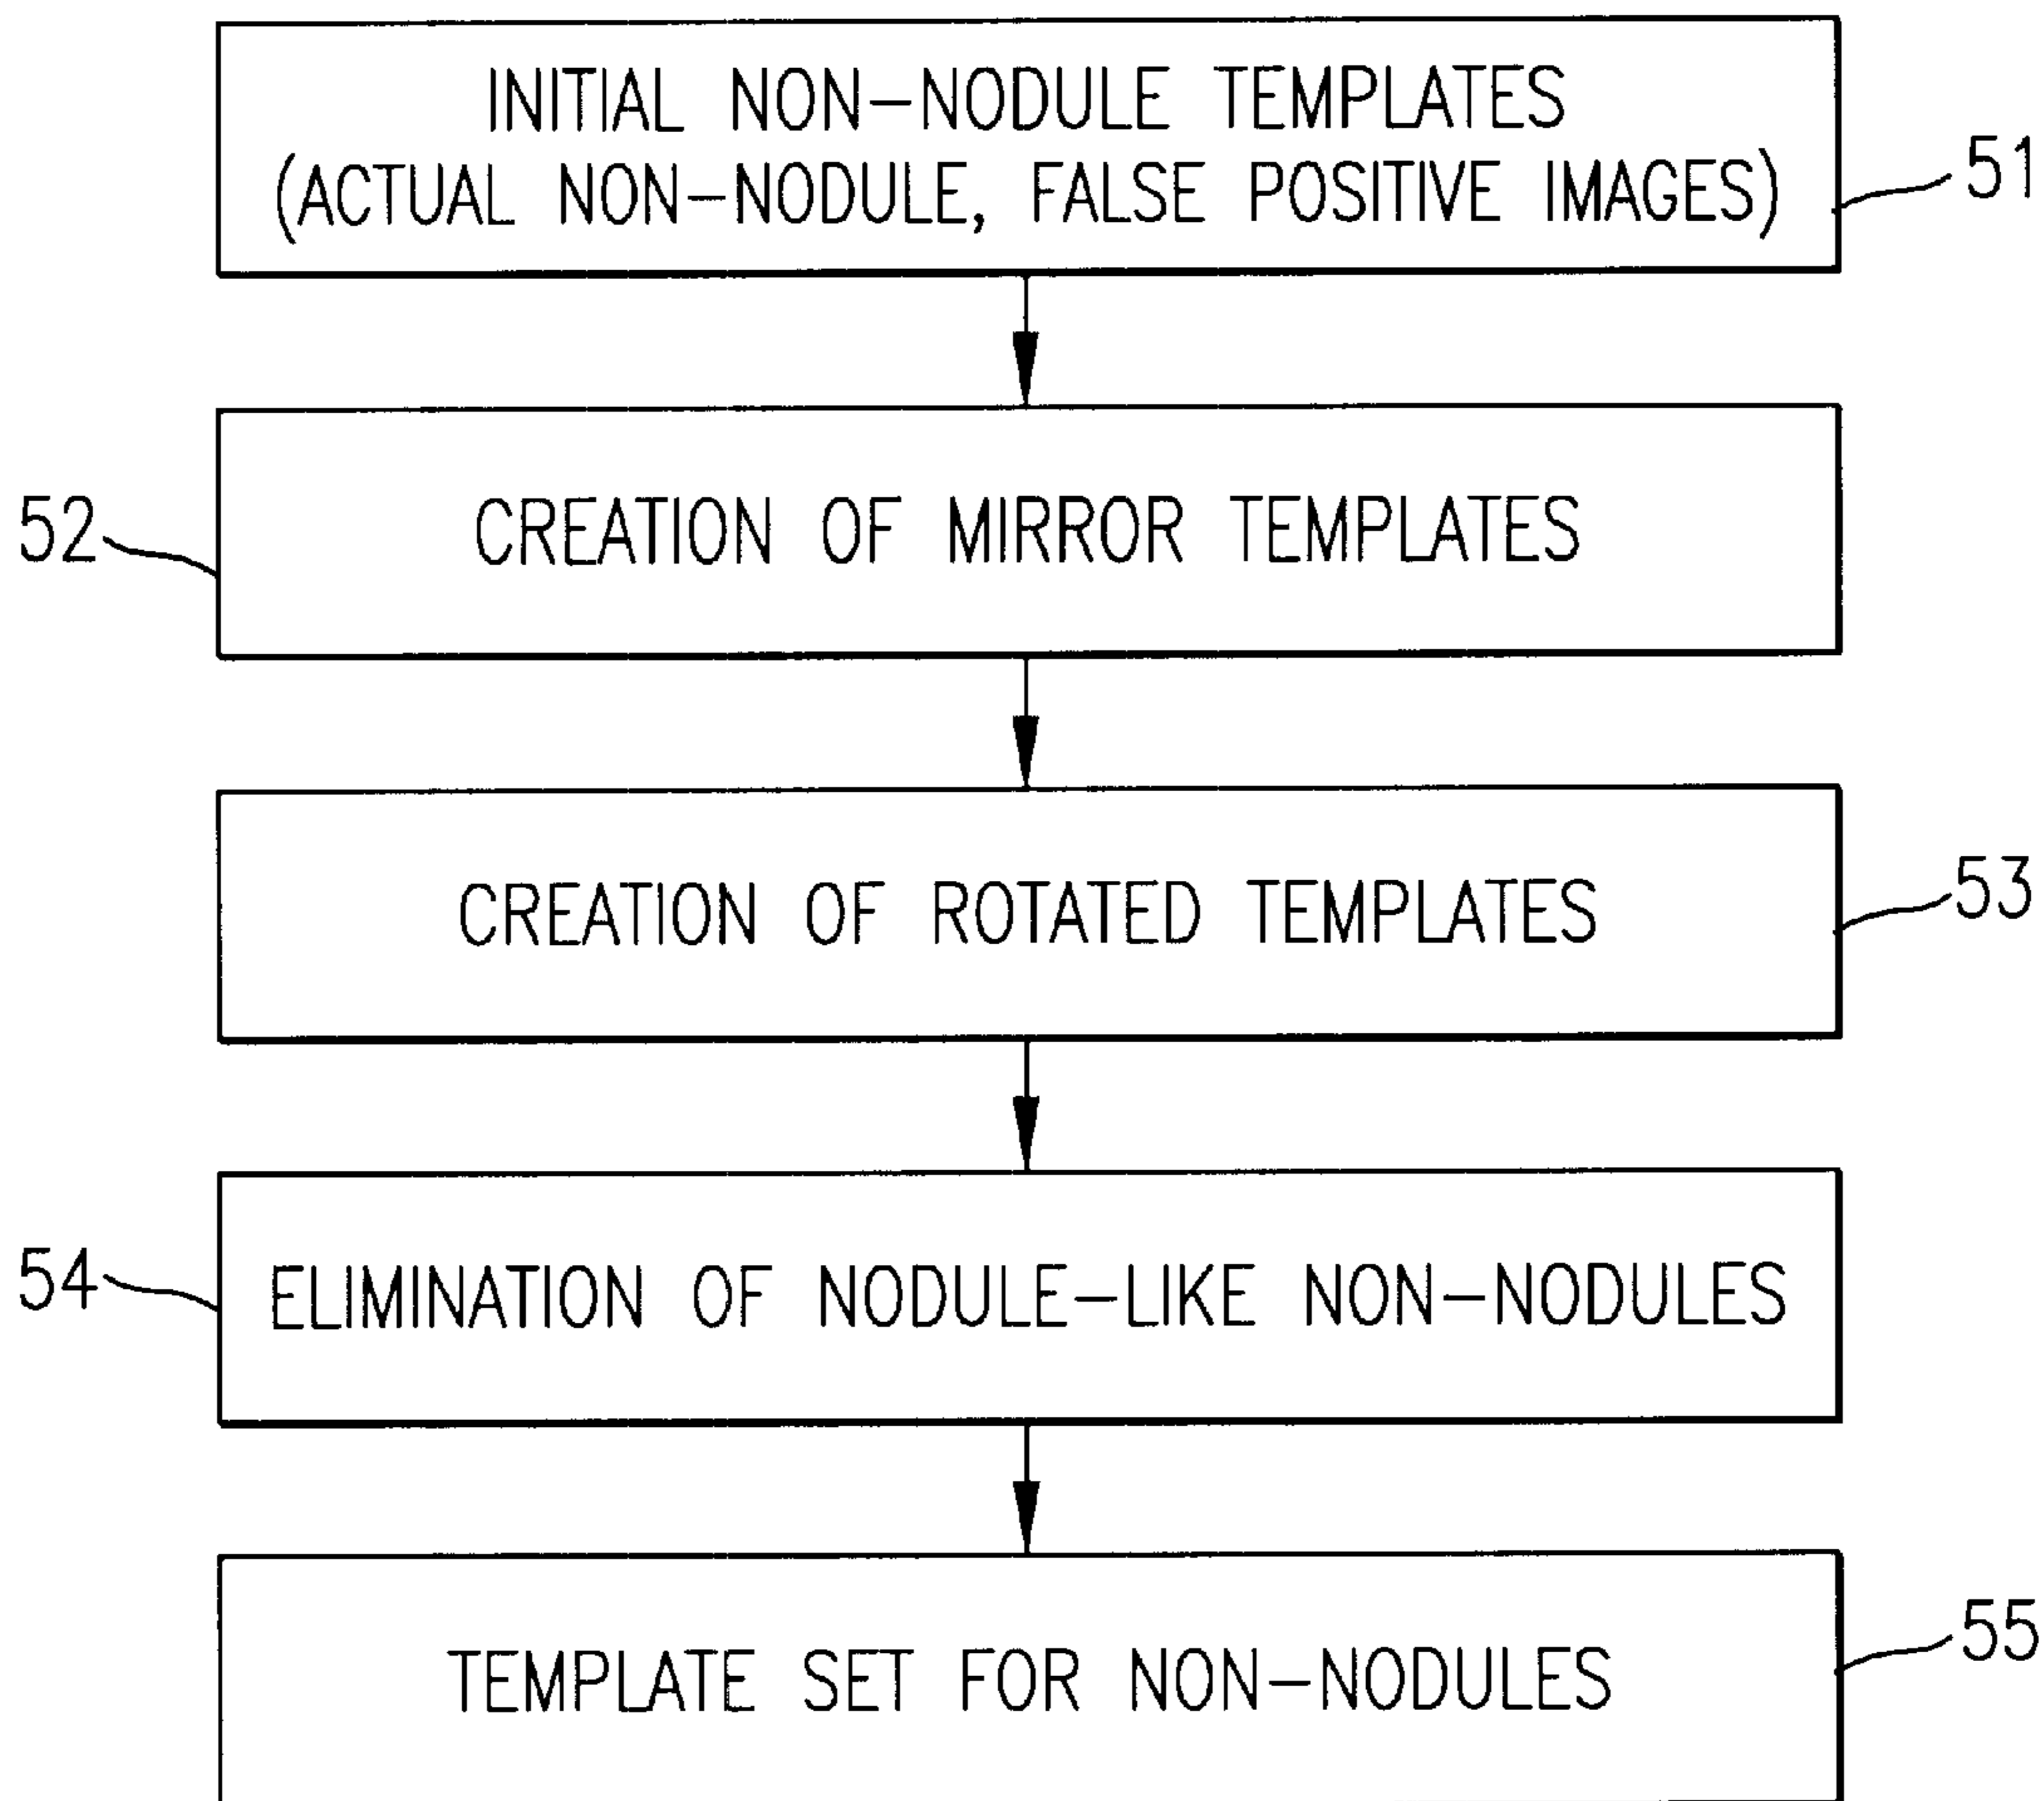 INITIAL NON-NODULE TEMPLATES
(ACTUAL NON-NODULE, FALSE POSITIVE IMAGES)
51
52
CREATION OF MIRROR TEMPLATES
CREATION OF ROTATED TEMPLATES
53
54
ELIMINATION OF NODULE-LIKE NON-NODULES
TEMPLATE SET FOR NON-NODULES
55